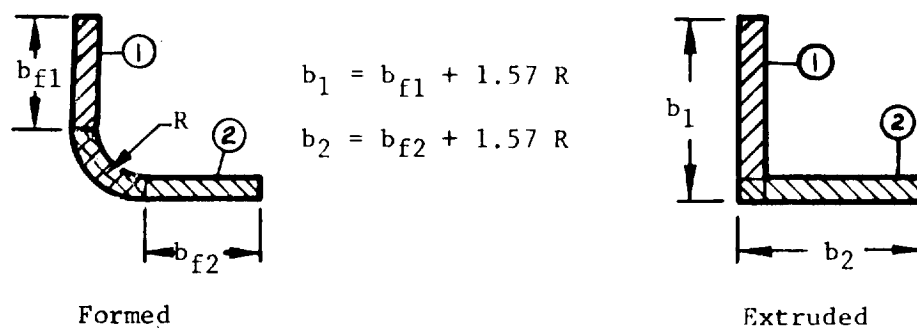 ①
b_f1
R
②
b_f2
Formed
b_1 = b_f1 + 1.57 R
b_2 = b_f2 + 1.57 R
①
b_1
②
b_2
Extruded